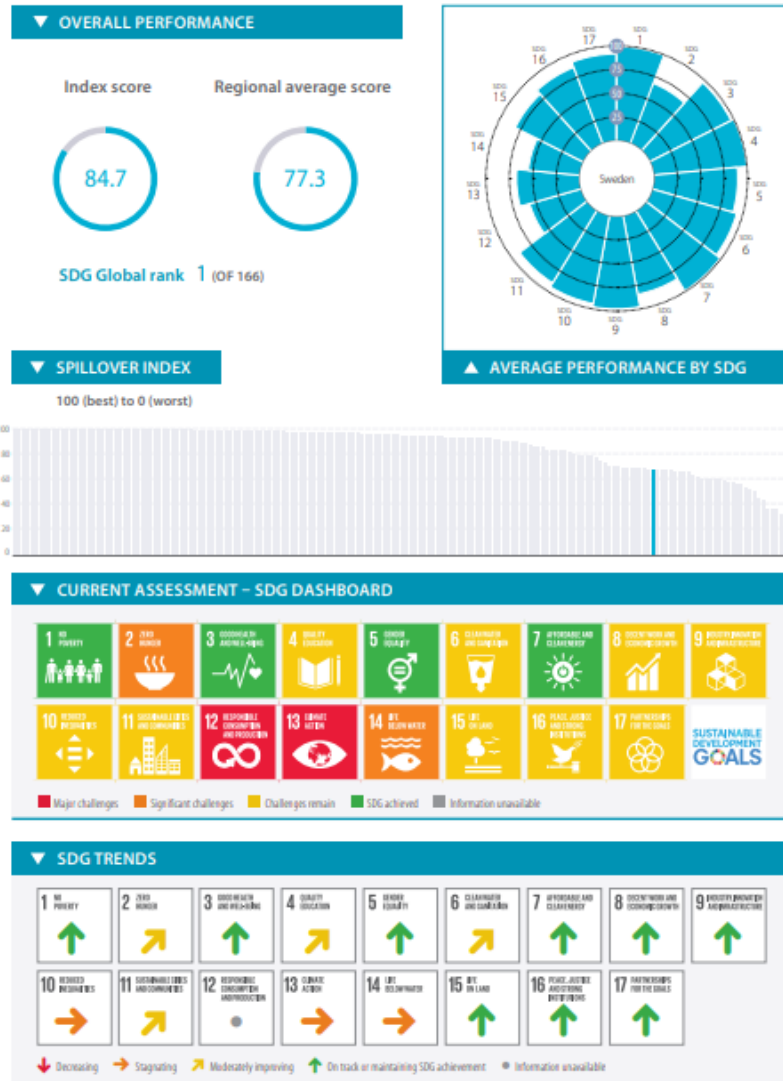 ▼ OVERALL PERFORMANCE
Index score
84.7
Regional average score
77.3
SDG Global rank 1 (OF 166)
SDG 1
SDG 2
SDG 3
SDG 4
SDG 5
SDG 6
SDG 7
SDG 8
SDG 9
SDG 10
SDG 11
SDG 12
SDG 13
SDG 14
SDG 15
SDG 16
SDG 17
100
75
50
25
Sweden
▲ AVERAGE PERFORMANCE BY SDG
▼ SPILLOVER INDEX
100 (best) to 0 (worst)
00
80
60
40
20
0
▼ CURRENT ASSESSMENT – SDG DASHBOARD
1 NO POVERTY
2 ZERO HUNGER
3 GOOD HEALTH AND WELL-BEING
4 QUALITY EDUCATION
5 GENDER EQUALITY
6 CLEAN WATER AND SANITATION
7 AFFORDABLE AND CLEAN ENERGY
8 DECENT WORK AND ECONOMIC GROWTH
9 INDUSTRY, INNOVATION AND INFRASTRUCTURE
10 REDUCED INEQUALITIES
11 SUSTAINABLE CITIES AND COMMUNITIES
12 RESPONSIBLE CONSUMPTION AND PRODUCTION
13 CLIMATE ACTION
14 LIFE BELOW WATER
15 LIFE ON LAND
16 PEACE, JUSTICE AND STRONG INSTITUTIONS
17 PARTNERSHIPS FOR THE GOALS
SUSTAINABLE
DEVELOPMENT
GOALS
Major challenges Significant challenges Challenges remain SDG achieved Information unavailable
▼ SDG TRENDS
1 NO POVERTY
2 ZERO HUNGER
3 GOOD HEALTH AND WELL-BEING
4 QUALITY EDUCATION
5 GENDER EQUALITY
6 CLEAN WATER AND SANITATION
7 AFFORDABLE AND CLEAN ENERGY
8 DECENT WORK AND ECONOMIC GROWTH
9 INDUSTRY, INNOVATION AND INFRASTRUCTURE
10 REDUCED INEQUALITIES
11 SUSTAINABLE CITIES AND COMMUNITIES
12 RESPONSIBLE CONSUMPTION AND PRODUCTION
13 CLIMATE ACTION
14 LIFE BELOW WATER
15 LIFE ON LAND
16 PEACE, JUSTICE AND STRONG INSTITUTIONS
17 PARTNERSHIPS FOR THE GOALS
Decreasing Stagnating Moderately improving On track or maintaining SDG achievement Information unavailable